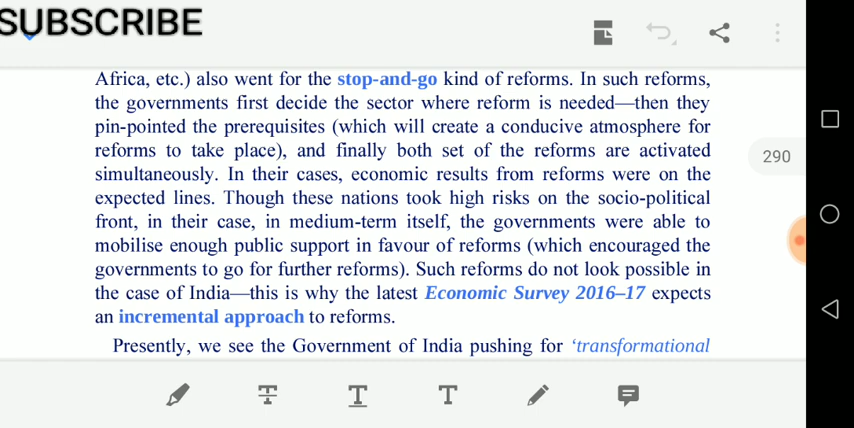 SUBSCRIBE
Africa, etc.) also went for the stop-and-go kind of reforms. In such reforms,
the governments first decide the sector where reform is needed—then they
pin-pointed the prerequisites (which will create a conducive atmosphere for
reforms to take place), and finally both set of the reforms are activated
simultaneously. In their cases, economic results from reforms were on the
290
expected lines. Though these nations took high risks on the socio-political
front, in their case, in medium-term itself, the governments were able to
mobilise enough public support in favour of reforms (which encouraged the
governments to go for further reforms). Such reforms do not look possible in
the case of India—this is why the latest Economic Survey 2016–17 expects
an incremental approach to reforms.
Presently, we see the Government of India pushing for ‘transformational
T
T
T